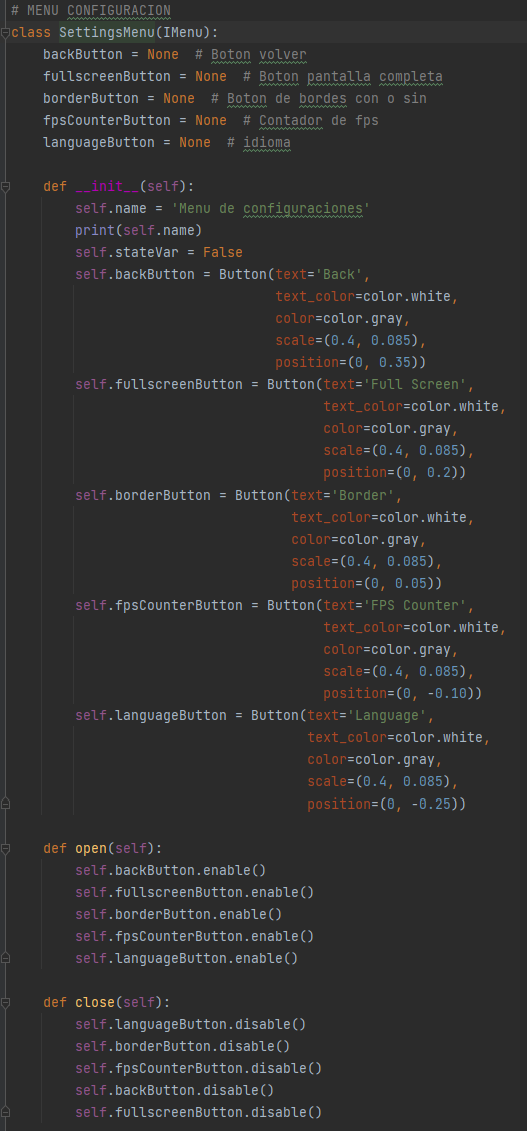 # MENU CONFIGURACION
class SettingsMenu(IMenu):
    backButton = None  # Boton volver
    fullscreenButton = None  # Boton pantalla completa
    borderButton = None  # Boton de bordes con o sin
    fpsCounterButton = None  # Contador de fps
    languageButton = None  # idioma

    def __init__(self):
        self.name = 'Menu de configuraciones'
        print(self.name)
        self.stateVar = False
        self.backButton = Button(text='Back',
                                 text_color=color.white,
                                 color=color.gray,
                                 scale=(0.4, 0.085),
                                 position=(0, 0.35))
        self.fullscreenButton = Button(text='Full Screen',
                                       text_color=color.white,
                                       color=color.gray,
                                       scale=(0.4, 0.085),
                                       position=(0, 0.2))
        self.borderButton = Button(text='Border',
                                   text_color=color.white,
                                   color=color.gray,
                                   scale=(0.4, 0.085),
                                   position=(0, 0.05))
        self.fpsCounterButton = Button(text='FPS Counter',
                                       text_color=color.white,
                                       color=color.gray,
                                       scale=(0.4, 0.085),
                                       position=(0, -0.10))
        self.languageButton = Button(text='Language',
                                     text_color=color.white,
                                     color=color.gray,
                                     scale=(0.4, 0.085),
                                     position=(0, -0.25))

    def open(self):
        self.backButton.enable()
        self.fullscreenButton.enable()
        self.borderButton.enable()
        self.fpsCounterButton.enable()
        self.languageButton.enable()

    def close(self):
        self.languageButton.disable()
        self.borderButton.disable()
        self.fpsCounterButton.disable()
        self.backButton.disable()
        self.fullscreenButton.disable()